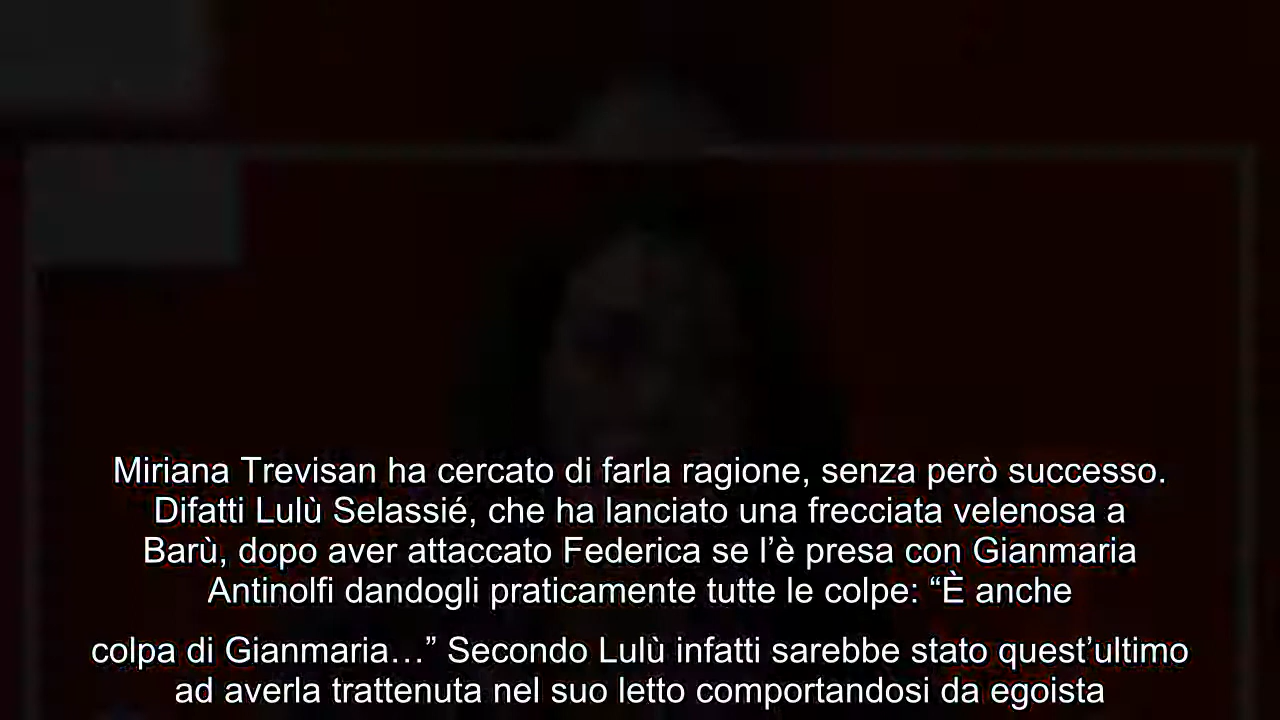 Miriana Trevisan ha cercato di farla ragione, senza però successo.
Difatti Lulù Selassié, che ha lanciato una frecciata velenosa a
Barù, dopo aver attaccato Federica se l’è presa con Gianmaria
Antinolfi dandogli praticamente tutte le colpe: “È anche
colpa di Gianmaria…” Secondo Lulù infatti sarebbe stato quest’ultimo
ad averla trattenuta nel suo letto comportandosi da egoista